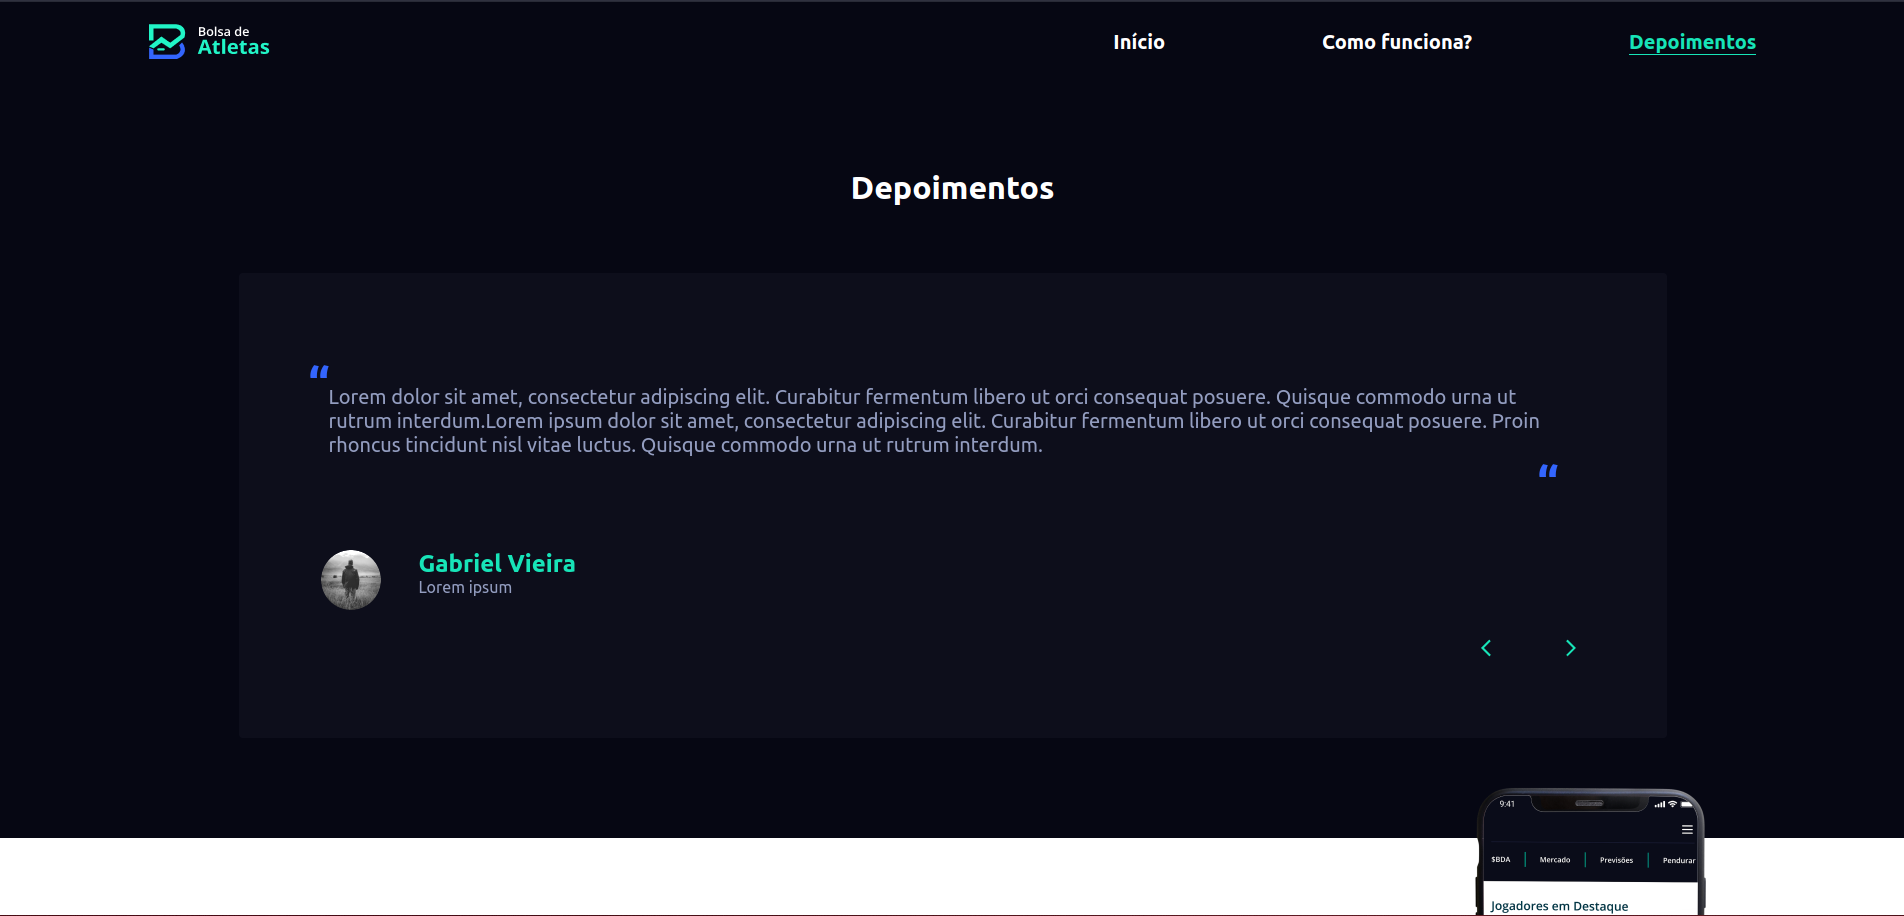 Bolsa de
Atletas
Início
Como funciona?
Depoimentos
Depoimentos
“
Lorem dolor sit amet, consectetur adipiscing elit. Curabitur fermentum libero ut orci consequat posuere. Quisque commodo urna ut
rutrum interdum.Lorem ipsum dolor sit amet, consectetur adipiscing elit. Curabitur fermentum libero ut orci consequat posuere. Proin
rhoncus tincidunt nisl vitae luctus. Quisque commodo urna ut rutrum interdum.
“
Gabriel Vieira
Lorem ipsum
9:41
$BDA
Mercado
Previsões
Pendurar
Jogadores em Destaque